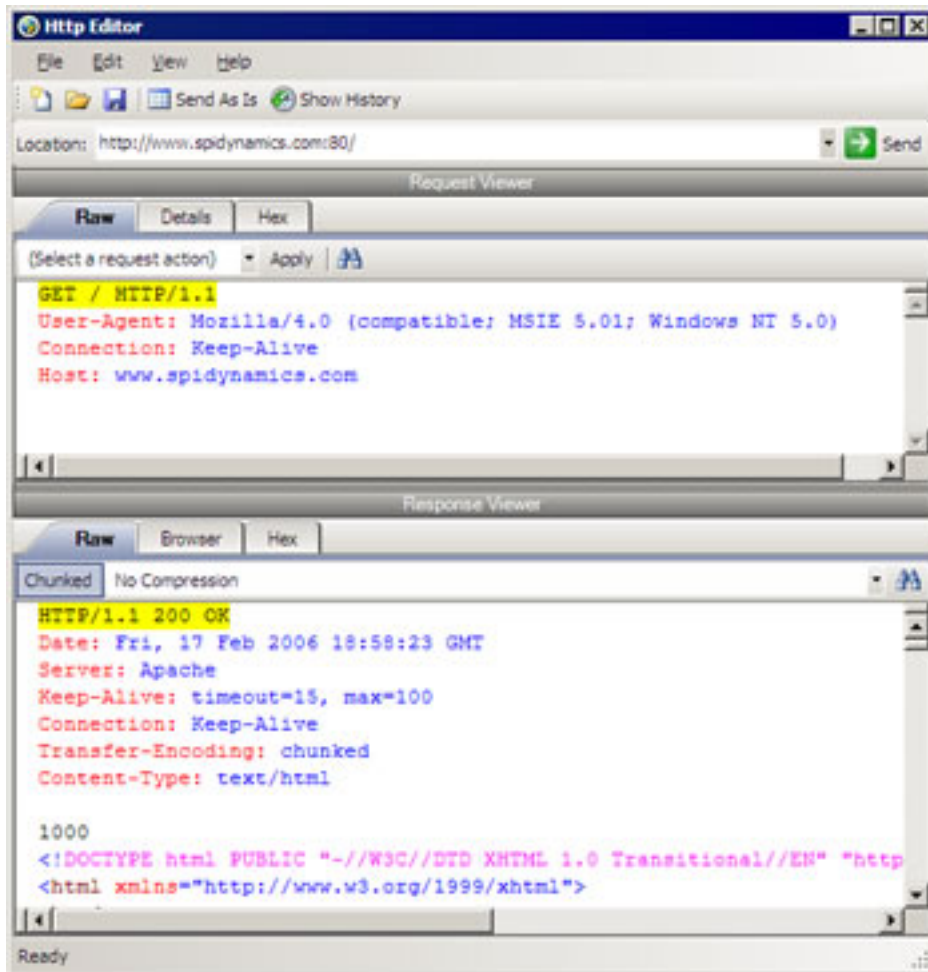 Http Editor
File Edit View Help
Send As Is Show History
Location: http://www.spidynamics.com:80/ Send
Request Viewer
Raw Details Hex
(Select a request action) Apply
GET / HTTP/1.1
User-Agent: Mozilla/4.0 (compatible; MSIE 5.01; Windows NT 5.0)
Connection: Keep-Alive
Host: www.spidynamics.com
Response Viewer
Raw Browser Hex
Chunked No Compression
HTTP/1.1 200 OK
Date: Fri, 17 Feb 2006 18:58:23 GMT
Server: Apache
Keep-Alive: timeout=15, max=100
Connection: Keep-Alive
Transfer-Encoding: chunked
Content-Type: text/html
1000
<!DOCTYPE html PUBLIC "-//W3C//DTD XHTML 1.0 Transitional//EN" "http
<html xmlns="http://www.w3.org/1999/xhtml">
Ready